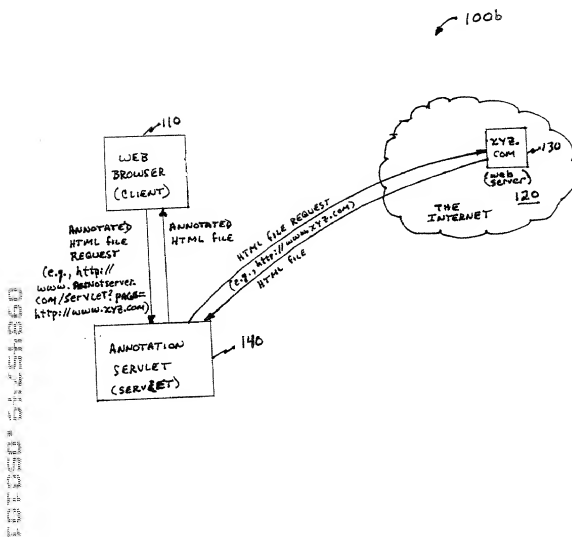 100b
110
WEB
BROWSER
(CLIENT)
XYZ.
COM
130
(web
server)
120
THE
INTERNET
ANNOTATED
HTML FILE
REQUEST
(e.g., http://
www.
com/SERVLET? PAGE=
http://www.xyz.com)
ANNOTATED
HTML FILE
HTML FILE REQUEST
(e.g., http://www.xyz.com)
HTML FILE
ANNOTATION
SERVLET
(SERVLET)
140